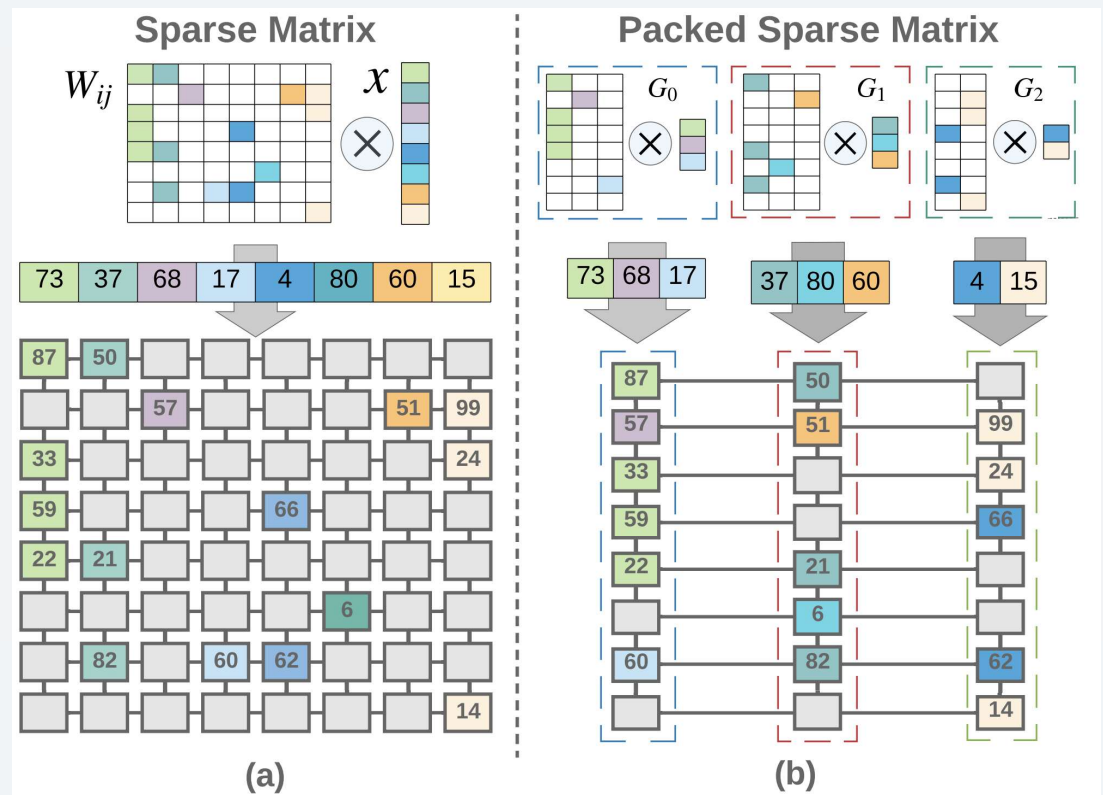 Sparse Matrix
W_ij x
73 37 68 17 4 80 60 15
87 50
57 51 99
33 24
59 66
22 21
6
82 60 62
14
(a)
Packed Sparse Matrix
G_0 G_1 G_2
73 68 17 37 80 60 4 15
87 50
57 51 99
33 24
59 66
22 21
6
60 82 62
14
(b)